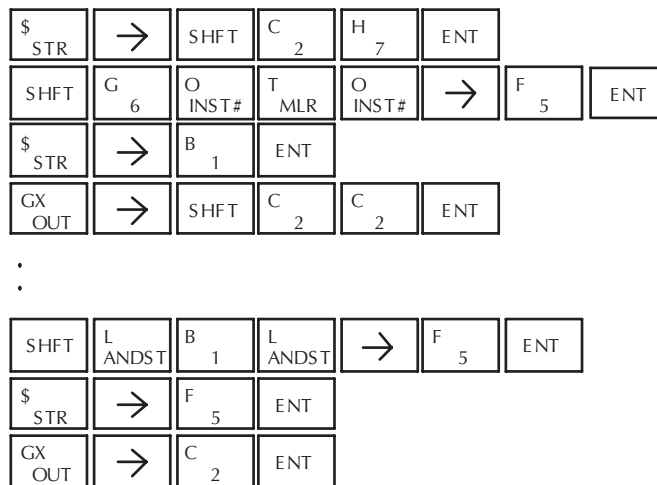 $ STR → SHFT C 2 H 7 ENT
SHFT G 6 O INST# T MLR O INST# → F 5 ENT
$ STR → B 1 ENT
GX OUT → SHFT C 2 C 2 ENT
:
SHFT L ANDST B 1 L ANDST → F 5 ENT
$ STR → F 5 ENT
GX OUT → C 2 ENT